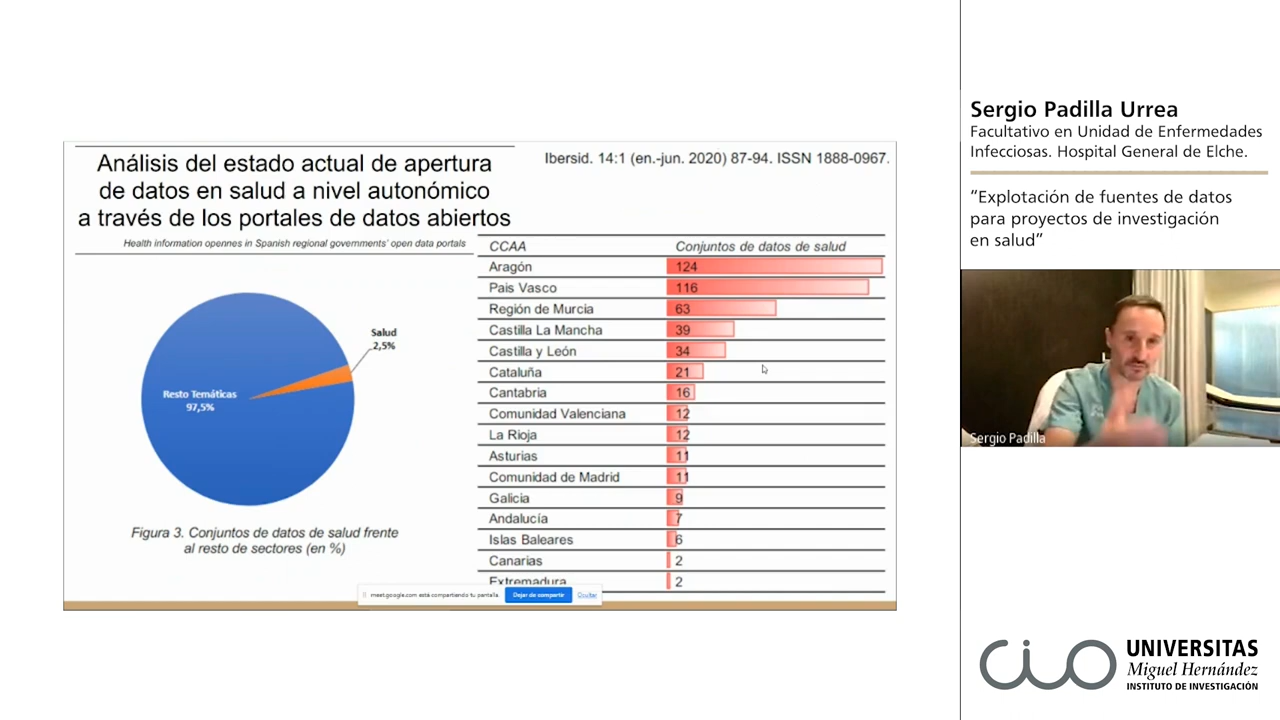 Análisis del estado actual de apertura
de datos en salud a nivel autonómico
a través de los portales de datos abiertos
Health information opennes in Spanish regional governments' open data portals
Ibersid. 14:1 (en.-jun. 2020) 87-94. ISSN 1888-0967.
Salud
2,5%
Resto Temáticas
97,5%
Figura 3. Conjuntos de datos de salud frente
al resto de sectores (en %)
CCAA Conjuntos de datos de salud
Aragón 124
Pais Vasco 116
Región de Murcia 63
Castilla La Mancha 39
Castilla y León 34
Cataluña 21
Cantabria 16
Comunidad Valenciana 12
La Rioja 12
Asturias 11
Comunidad de Madrid 11
Galicia 9
Andalucía 7
Islas Baleares 6
Canarias 2
Extremadura 2
meet.google.com está compartiendo tu pantalla. Dejar de compartir Ocultar
Sergio Padilla Urrea
Facultativo en Unidad de Enfermedades
Infecciosas. Hospital General de Elche.
“Explotación de fuentes de datos
para proyectos de investigación
en salud”
Sergio Padilla
cio
UNIVERSITAS
Miguel Hernández
INSTITUTO DE INVESTIGACIÓN